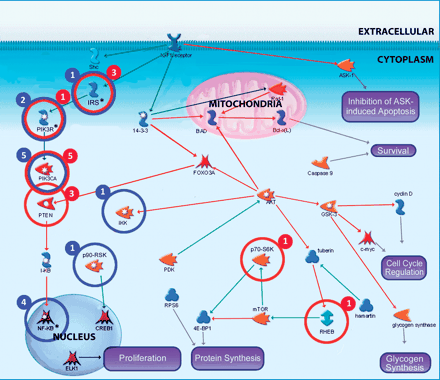 EXTRACELLULAR
CYTOPLASM
Shc
receptor
ASK-1
1
3
IRS*
2
1
PIK3R*
MITOCHONDRIA
Inhibition of ASK-
induced Apoptosis
14-3-3
BAD
Bcl-x(L)
Survival
5
5
PIK3CA
FOXO3A
Caspase 9
3
PTEN
1
IKK
AKT
GSK-3
cyclin D
c-myc
Cell Cycle
Regulation
1
p90-RSK
I-KB
PDK
p70-S6K
1
tuberin
RPS6
4
NF-KB*
CREB1
4E-BP1
mTOR
1
RHEB
hamartin
glycogen synthase
NUCLEUS
ELK1
Proliferation
Protein Synthesis
Glycogen
Synthesis